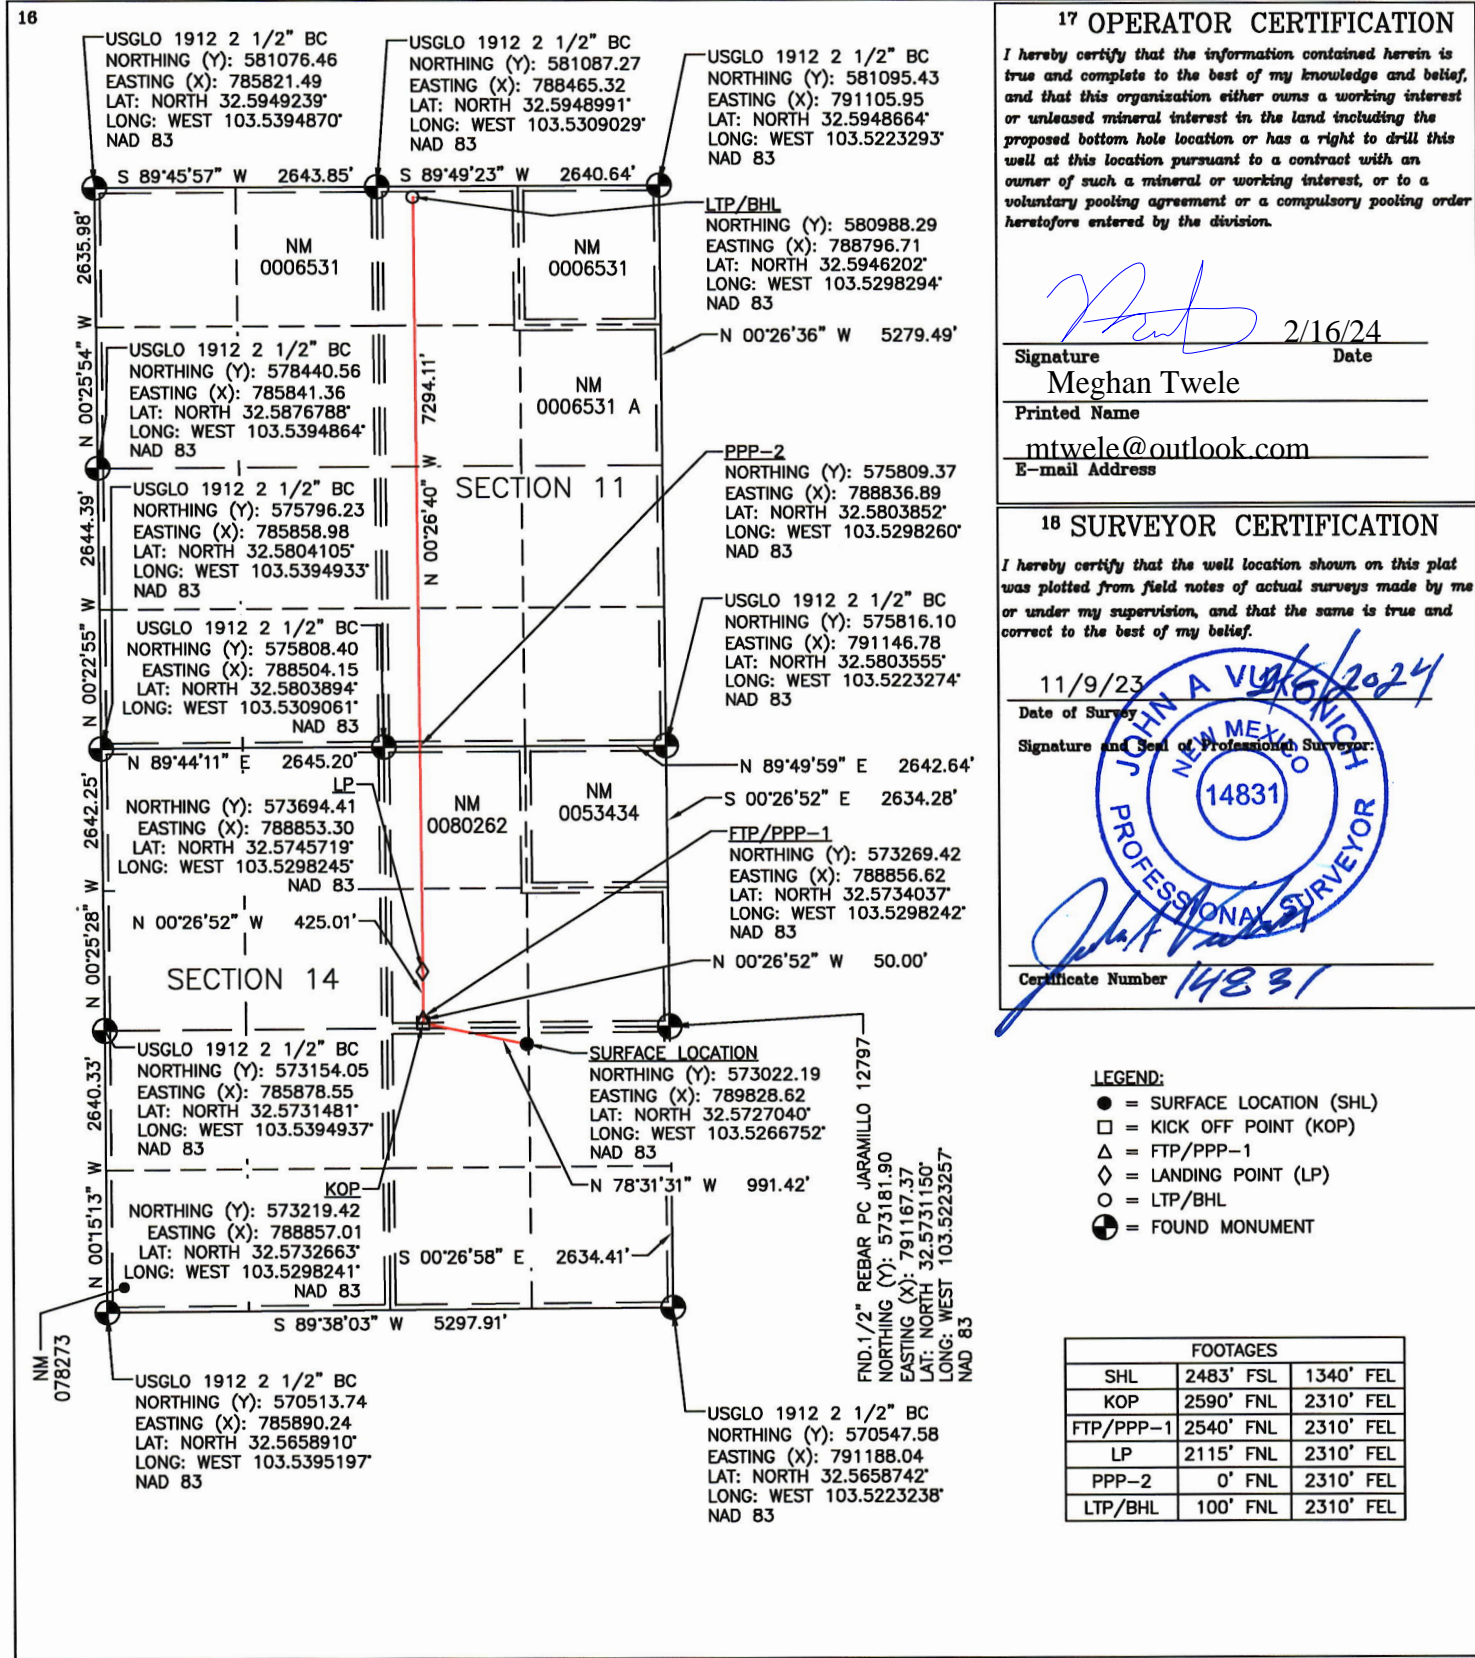 16
USGLO 1912 2 1/2" BC
NORTHING (Y): 581076.46
EASTING (X): 785821.49
LAT: NORTH 32.5949239°
LONG: WEST 103.5394870°
NAD 83
USGLO 1912 2 1/2" BC
NORTHING (Y): 581087.27
EASTING (X): 788465.32
LAT: NORTH 32.5948991°
LONG: WEST 103.5309029°
NAD 83
USGLO 1912 2 1/2" BC
NORTHING (Y): 581095.43
EASTING (X): 791105.95
LAT: NORTH 32.5948664°
LONG: WEST 103.5223293°
NAD 83
S 89°45'57" W 2643.85'
S 89°49'23" W 2640.64'
LTP/BHL
NORTHING (Y): 580988.29
EASTING (X): 788796.71
LAT: NORTH 32.5946202°
LONG: WEST 103.5298294°
NAD 83
NM
0006531
NM
0006531
N 00°25'54" W 2635.98'
N 00°26'36" W 5279.49'
USGLO 1912 2 1/2" BC
NORTHING (Y): 578440.56
EASTING (X): 785841.36
LAT: NORTH 32.5876788°
LONG: WEST 103.5394864°
NAD 83
N 00°26'40" W 7294.11'
NM
0006531 A
PPP-2
NORTHING (Y): 575809.37
EASTING (X): 788836.89
LAT: NORTH 32.5803852°
LONG: WEST 103.5298260°
NAD 83
SECTION 11
USGLO 1912 2 1/2" BC
NORTHING (Y): 575796.23
EASTING (X): 785858.98
LAT: NORTH 32.5804105°
LONG: WEST 103.5394933°
NAD 83
N 00°22'55" W 2644.39'
USGLO 1912 2 1/2" BC
NORTHING (Y): 575808.40
EASTING (X): 788504.15
LAT: NORTH 32.5803894°
LONG: WEST 103.5309061°
NAD 83
USGLO 1912 2 1/2" BC
NORTHING (Y): 575816.10
EASTING (X): 791146.78
LAT: NORTH 32.5803555°
LONG: WEST 103.5223274°
NAD 83
N 89°44'11" E 2645.20'
N 89°49'59" E 2642.64'
S 00°26'52" E 2634.28'
LP
NORTHING (Y): 573694.41
EASTING (X): 788853.30
LAT: NORTH 32.5745719°
LONG: WEST 103.5298245°
NAD 83
NM
0080262
NM
0053434
FTP/PPP-1
NORTHING (Y): 573269.42
EASTING (X): 788856.62
LAT: NORTH 32.5734037°
LONG: WEST 103.5298242°
NAD 83
N 00°25'28" W 2642.25'
N 00°26'52" W 425.01'
N 00°26'52" W 50.00'
SECTION 14
USGLO 1912 2 1/2" BC
NORTHING (Y): 573154.05
EASTING (X): 785878.55
LAT: NORTH 32.5731481°
LONG: WEST 103.5394937°
NAD 83
SURFACE LOCATION
NORTHING (Y): 573022.19
EASTING (X): 789828.62
LAT: NORTH 32.5727040°
LONG: WEST 103.5266752°
NAD 83
N 78°31'31" W 991.42'
N 00°15'13" W 2640.33'
KOP
NORTHING (Y): 573219.42
EASTING (X): 788857.01
LAT: NORTH 32.5732663°
LONG: WEST 103.5298241°
NAD 83
S 00°26'58" E 2634.41'
FND.1/2" REBAR PC JARAMILLO 12797
NORTHING (Y): 573181.90
EASTING (X): 791167.37
LAT: NORTH 32.5731150°
LONG: WEST 103.5223257°
NAD 83
S 89°38'03" W 5297.91'
NM
078273
USGLO 1912 2 1/2" BC
NORTHING (Y): 570513.74
EASTING (X): 785890.24
LAT: NORTH 32.5658910°
LONG: WEST 103.5395197°
NAD 83
USGLO 1912 2 1/2" BC
NORTHING (Y): 570547.58
EASTING (X): 791188.04
LAT: NORTH 32.5658742°
LONG: WEST 103.5223238°
NAD 83
17 OPERATOR CERTIFICATION
I hereby certify that the information contained herein is
true and complete to the best of my knowledge and belief,
and that this organization either owns a working interest
or unleased mineral interest in the land including the
proposed bottom hole location or has a right to drill this
well at this location pursuant to a contract with an
owner of such a mineral or working interest, or to a
voluntary pooling agreement or a compulsory pooling order
heretofore entered by the division.
2/16/24
Signature Date
Meghan Twele
Printed Name
mtwele@outlook.com
E-mail Address
18 SURVEYOR CERTIFICATION
I hereby certify that the well location shown on this plat
was plotted from field notes of actual surveys made by me
or under my supervision, and that the same is true and
correct to the best of my belief.
11/9/23
Date of Survey
Signature and Seal of Professional Surveyor:
JOHN A VUKONICH
NEW MEXICO
14831
PROFESSIONAL SURVEYOR
Certificate Number 14831
LEGEND:
= SURFACE LOCATION (SHL)
= KICK OFF POINT (KOP)
= FTP/PPP-1
= LANDING POINT (LP)
= LTP/BHL
= FOUND MONUMENT
FOOTAGES
SHL 2483' FSL 1340' FEL
KOP 2590' FNL 2310' FEL
FTP/PPP-1 2540' FNL 2310' FEL
LP 2115' FNL 2310' FEL
PPP-2 0' FNL 2310' FEL
LTP/BHL 100' FNL 2310' FEL